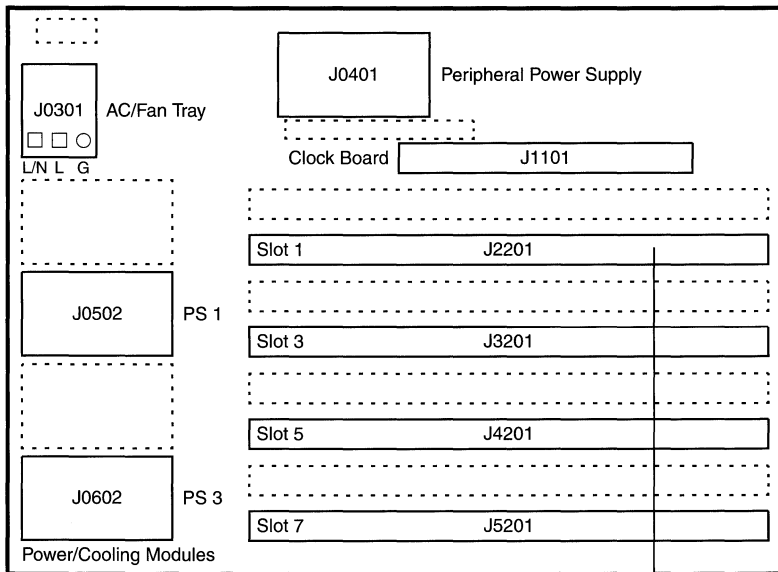 J0401 Peripheral Power Supply
J0301 AC/Fan Tray
L/N L G
Clock Board J1101
Slot 1 J2201
J0502 PS 1
Slot 3 J3201
Slot 5 J4201
J0602 PS 3
Slot 7 J5201
Power/Cooling Modules